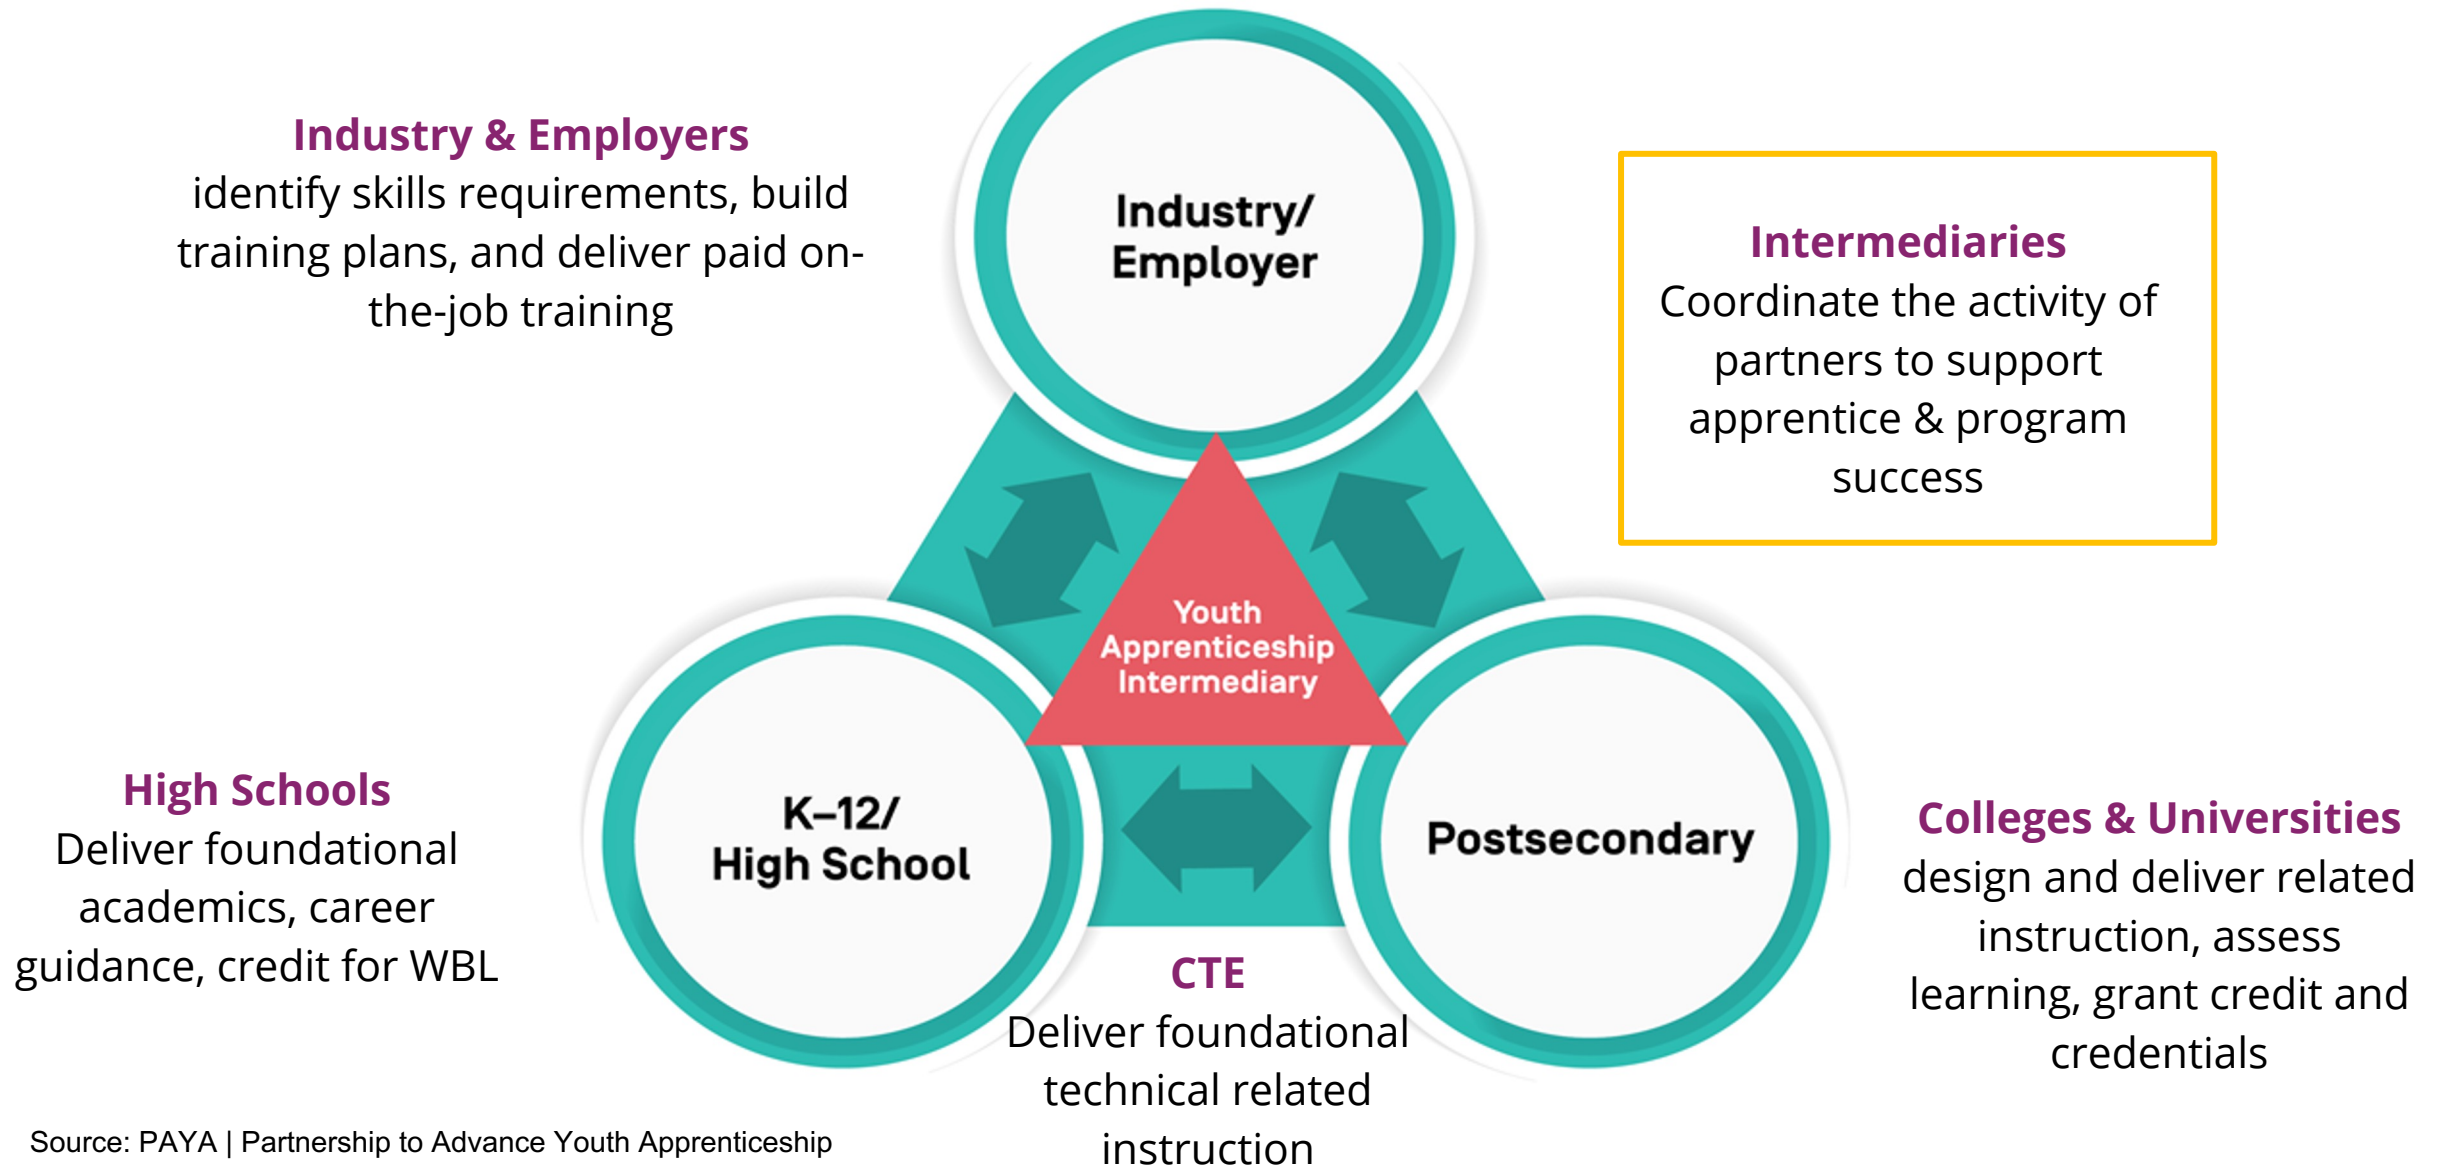 Industry & Employers
identify skills requirements, build
training plans, and deliver paid on-
the-job training
Industry/
Employer
Intermediaries
Coordinate the activity of
partners to support
apprentice & program
success
Youth
Apprenticeship
Intermediary
High Schools
Deliver foundational
academics, career
guidance, credit for WBL
K–12/
High School
Postsecondary
Colleges & Universities
design and deliver related
instruction, assess
learning, grant credit and
credentials
CTE
Deliver foundational
technical related
instruction
Source: PAYA | Partnership to Advance Youth Apprenticeship